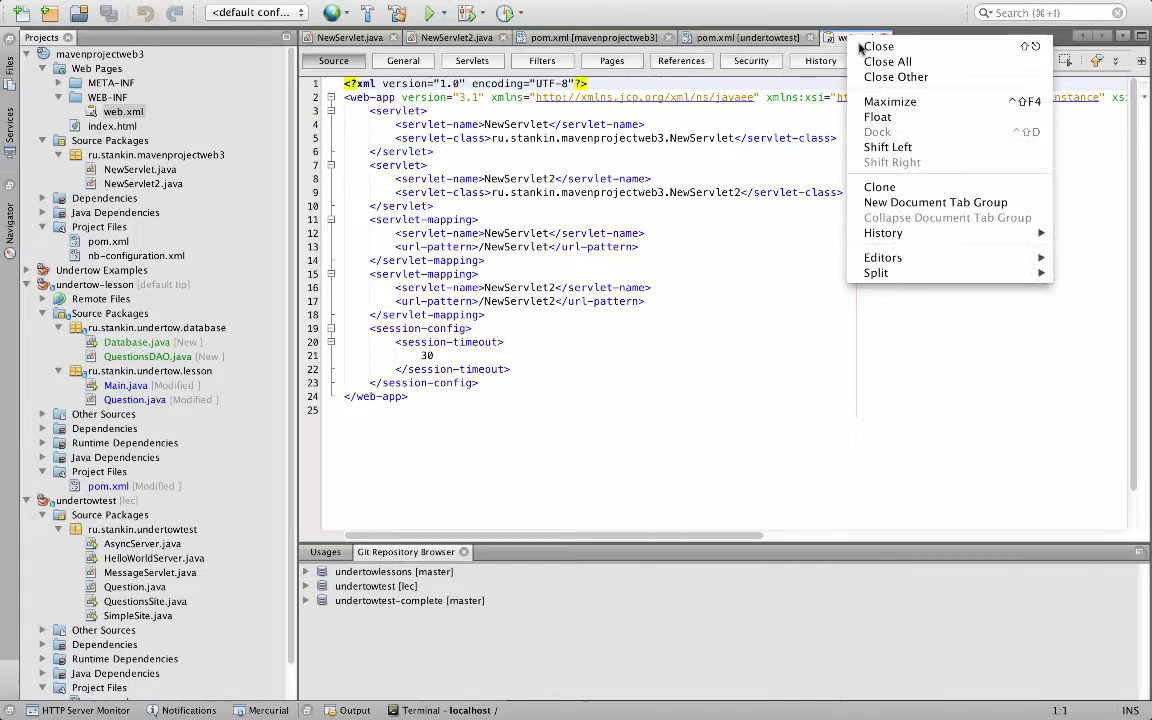 <default conf...
Search (⌘+I)
Projects
NewServlet.java
NewServlet2.java
pom.xml [mavenprojectweb3]
pom.xml [undertowtest]
Source
General
Servlets
Filters
Pages
References
Security
History
Files
Services
Navigator
mavenprojectweb3
Web Pages
META-INF
WEB-INF
web.xml
index.html
Source Packages
ru.stankin.mavenprojectweb3
NewServlet.java
NewServlet2.java
Dependencies
Java Dependencies
Project Files
pom.xml
nb-configuration.xml
Undertow Examples
undertow-lesson [default tip]
Remote Files
Source Packages
ru.stankin.undertow.database
Database.java [New ]
QuestionsDAO.java [New ]
ru.stankin.undertow.lesson
Main.java [Modified ]
Question.java [Modified ]
Other Sources
Dependencies
Runtime Dependencies
Java Dependencies
Project Files
pom.xml [Modified ]
undertowtest [lec]
Source Packages
ru.stankin.undertowtest
AsyncServer.java
HelloWorldServer.java
MessageServlet.java
Question.java
QuestionsSite.java
SimpleSite.java
Other Sources
Dependencies
Runtime Dependencies
Java Dependencies
Project Files
1 <?xml version="1.0" encoding="UTF-8"?>
2 <web-app version="3.1" xmlns="http://xmlns.jcp.org/xml/ns/javaee" xmlns:xsi="ht
3 <servlet>
4 <servlet-name>NewServlet</servlet-name>
5 <servlet-class>ru.stankin.mavenprojectweb3.NewServlet</servlet-class>
6 </servlet>
7 <servlet>
8 <servlet-name>NewServlet2</servlet-name>
9 <servlet-class>ru.stankin.mavenprojectweb3.NewServlet2</servlet-class>
10 </servlet>
11 <servlet-mapping>
12 <servlet-name>NewServlet</servlet-name>
13 <url-pattern>/NewServlet</url-pattern>
14 </servlet-mapping>
15 <servlet-mapping>
16 <servlet-name>NewServlet2</servlet-name>
17 <url-pattern>/NewServlet2</url-pattern>
18 </servlet-mapping>
19 <session-config>
20 <session-timeout>
21 30
22 </session-timeout>
23 </session-config>
24 </web-app>
25
Close ⇧⎋
Close All
Close Other
Maximize ^⇧F4
Float
Dock ^⇧D
Shift Left
Shift Right
Clone
New Document Tab Group
Collapse Document Tab Group
History
Editors
Split
Usages
Git Repository Browser
undertowlessons [master]
undertowtest [lec]
undertowtest-complete [master]
HTTP Server Monitor
Notifications
Mercurial
Output
Terminal - localhost /
1:1
INS